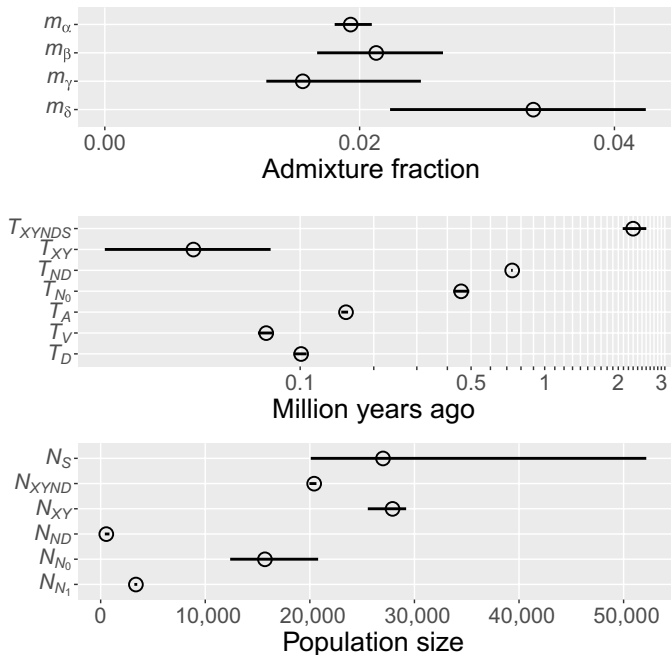 mα
mβ
mγ
mδ
0.00 0.02 0.04
Admixture fraction
TXYNDS
TXY
TND
TN0
TA
TV
TD
0.1 0.5 1 2 3
Million years ago
NS
NXYND
NXY
NND
NN0
NN1
0 10,000 20,000 30,000 40,000 50,000
Population size